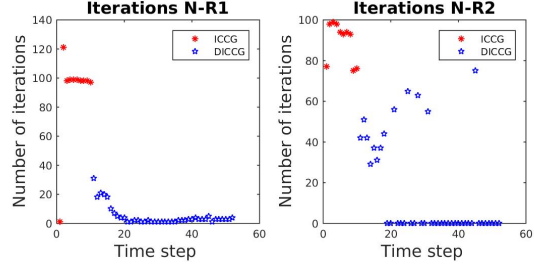 Iterations N-R1
Number of iterations
140
120
100
80
60
40
20
0
0
20
40
60
Time step
ICCG
DICCG
Iterations N-R2
Number of iterations
100
80
60
40
20
0
0
20
40
60
Time step
ICCG
DICCG